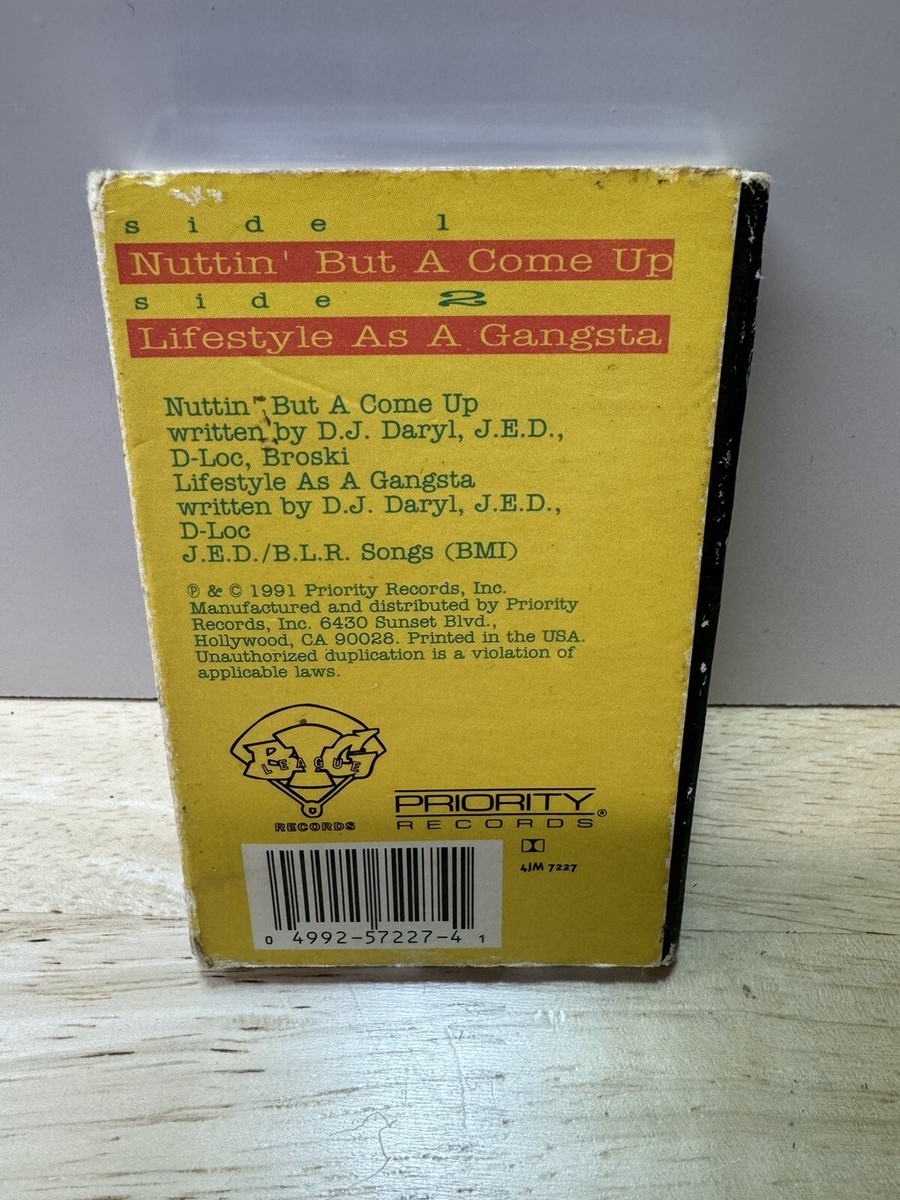 side 1
Nuttin' But A Come Up
side 2
Lifestyle As A Gangsta
Nuttin' But A Come Up
written by D.J. Daryl, J.E.D.,
D-Loc, Broski
Lifestyle As A Gangsta
written by D.J. Daryl, J.E.D.,
D-Loc
J.E.D./B.L.R. Songs (BMI)
℗ & © 1991 Priority Records, Inc.
Manufactured and distributed by Priority
Records, Inc. 6430 Sunset Blvd.,
Hollywood, CA 90028. Printed in the USA.
Unauthorized duplication is a violation of
applicable laws.
BIG
LEAGUE
RECORDS
PRIORITY®
RECORDS
4JM 7227
0 4992-57227-4 1